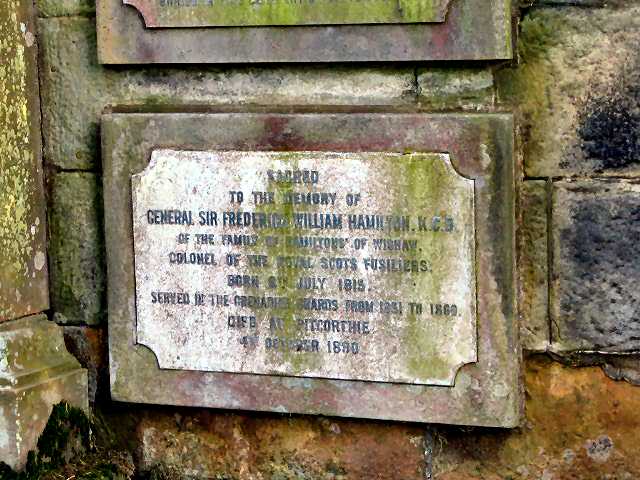 SACRED
TO THE MEMORY OF
GENERAL SIR FREDERICK WILLIAM HAMILTON, K.C.B.
OF THE FAMILY OF HAMILTONS OF WISHAW,
COLONEL OF THE ROYAL SCOTS FUSILIERS.
BORN JULY 1815,
SERVED IN THE GRENADIER GUARDS FROM 1831 TO 1860,
DIED AT PITCORTHIE
4TH OCTOBER 1890